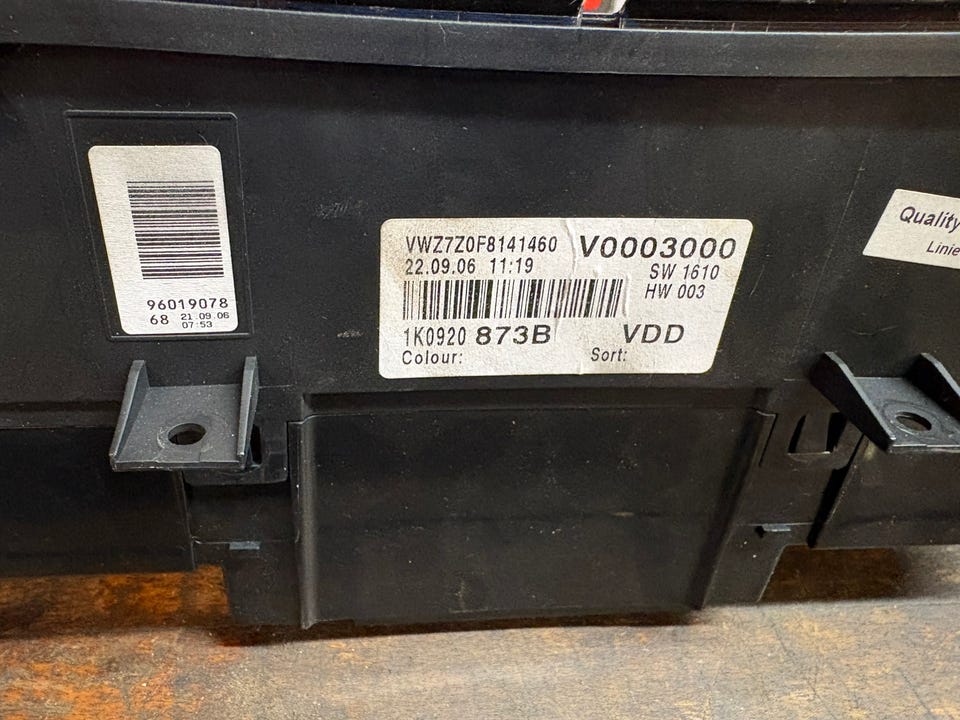 96019078
68 21.09.06
07:53
VWZ7Z0F8141460 V0003000
22.09.06 11:19 SW 1610
HW 003
1K0920 873B VDD
Colour: Sort:
Quality
Linie